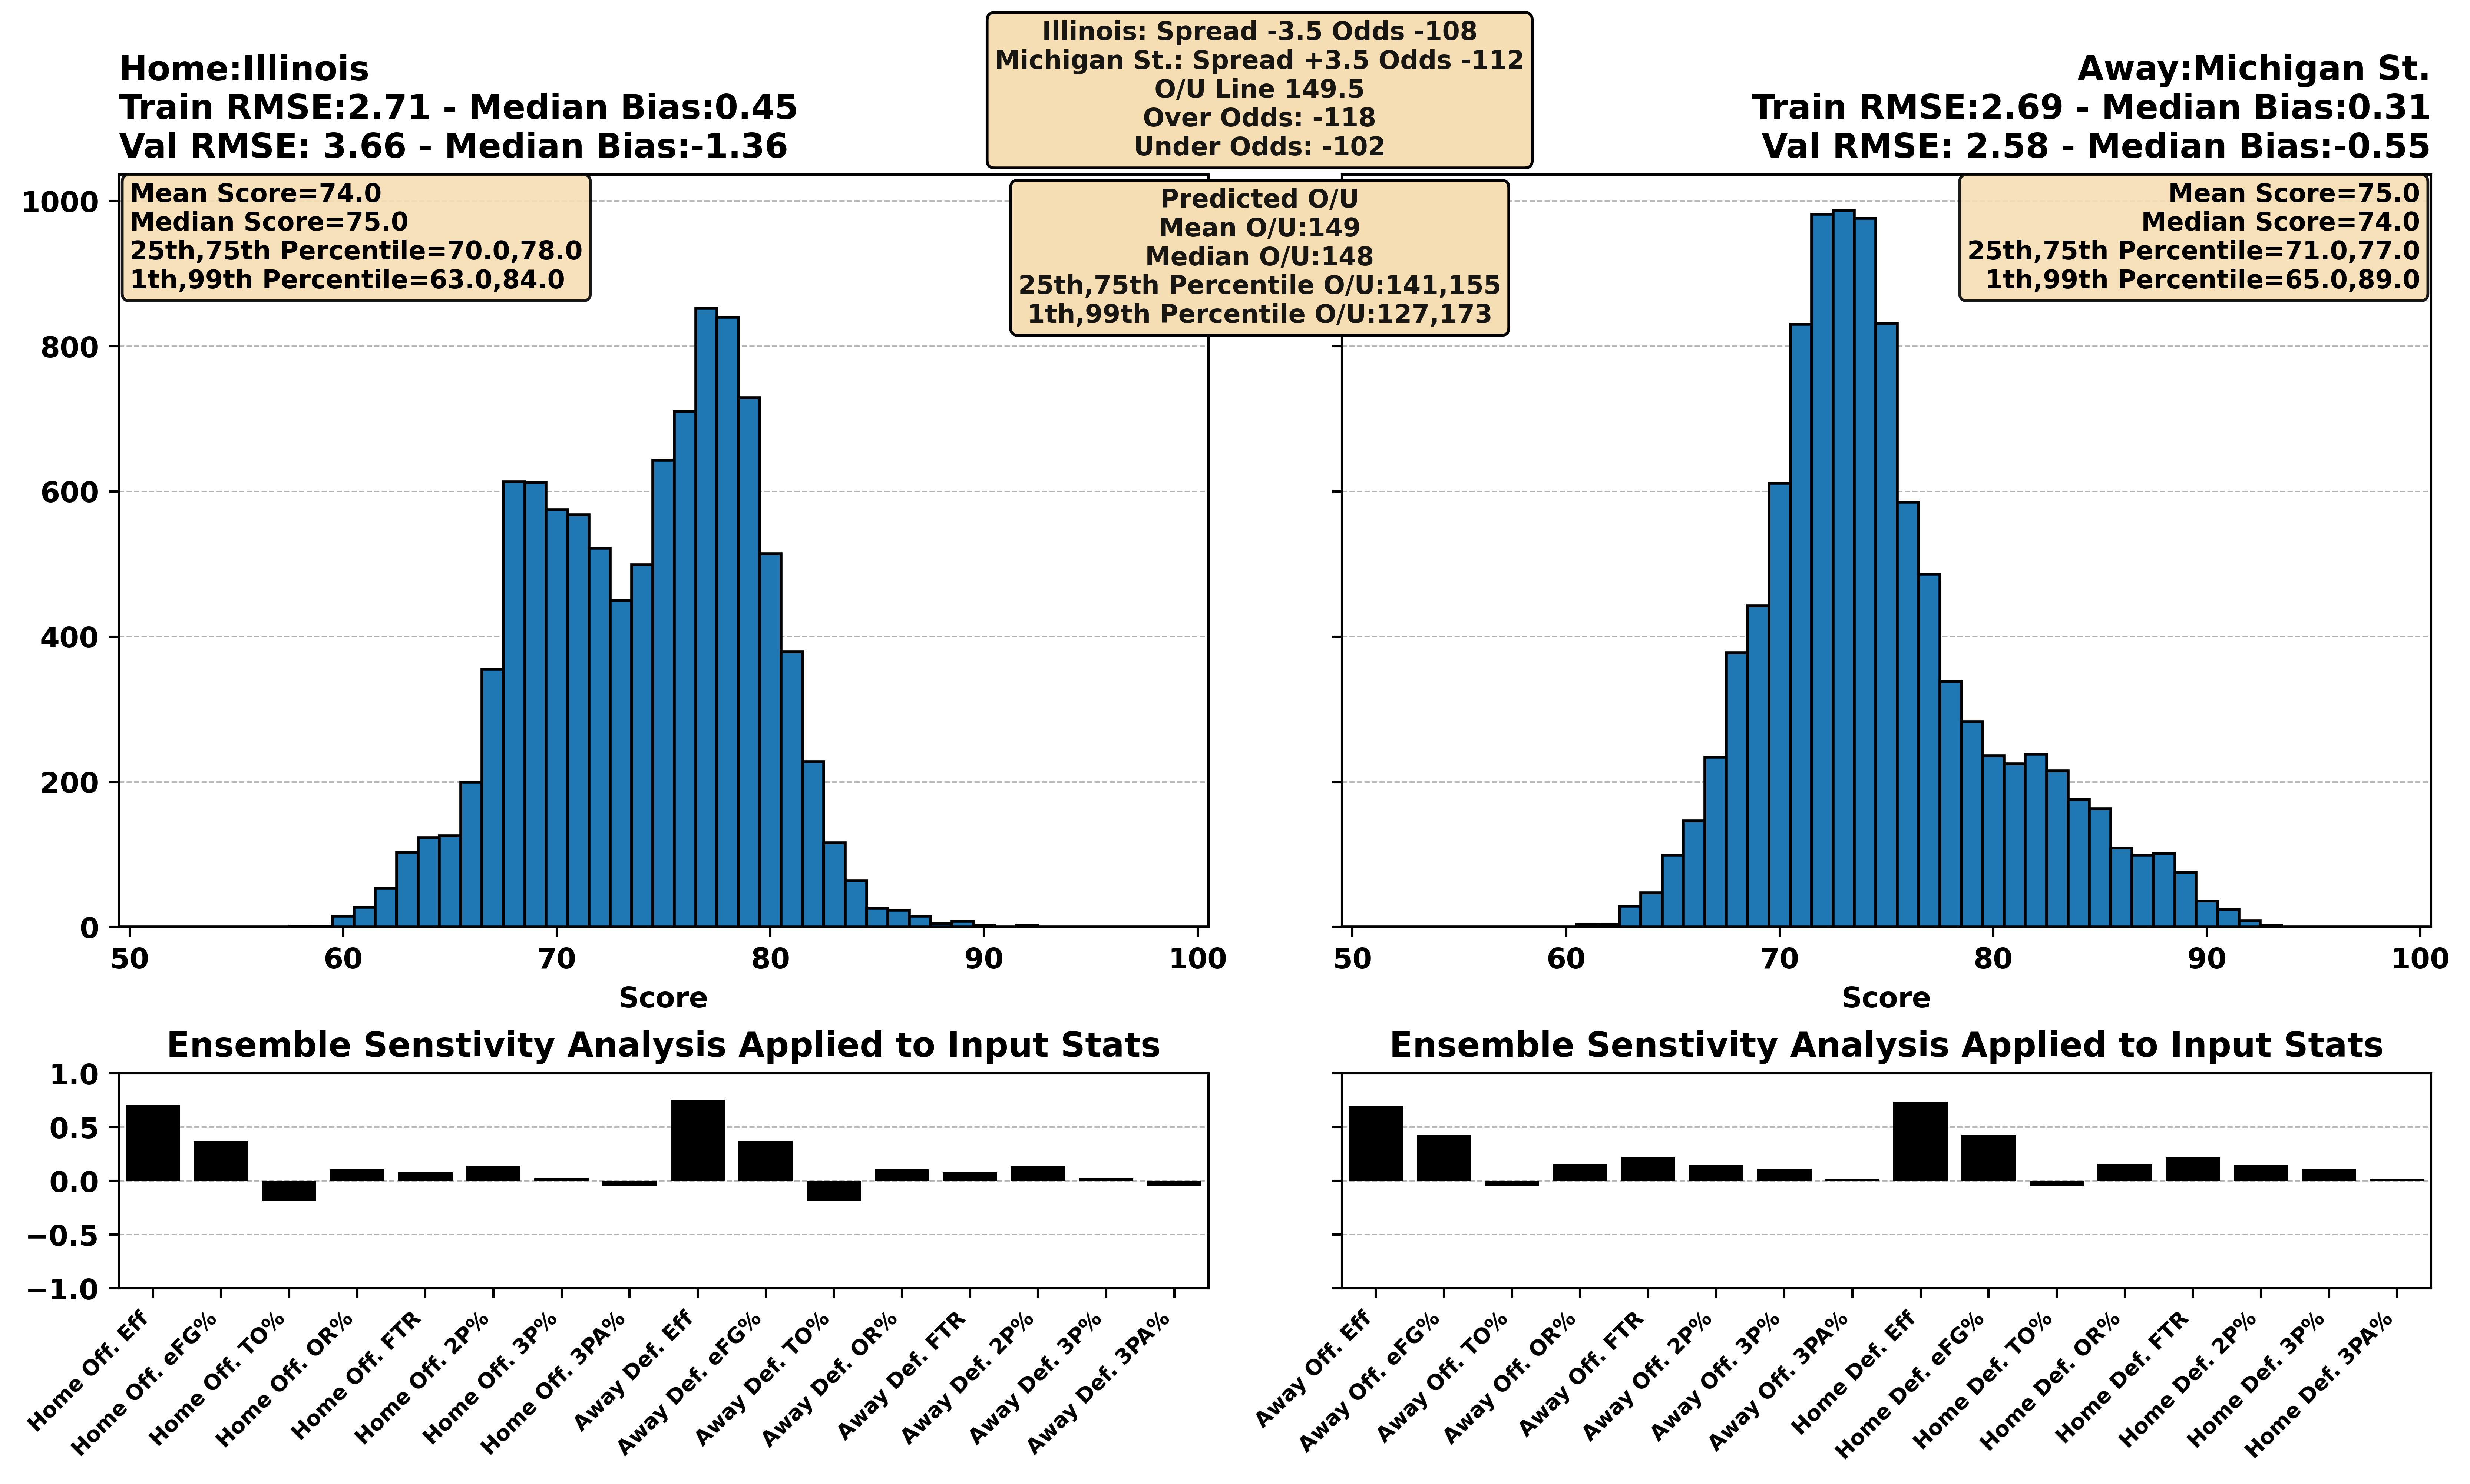 Illinois: Spread -3.5 Odds -108
Michigan St.: Spread +3.5 Odds -112
O/U Line 149.5
Over Odds: -118
Under Odds: -102
Home:Illinois
Train RMSE:2.71 - Median Bias:0.45
Val RMSE: 3.66 - Median Bias:-1.36
Away:Michigan St.
Train RMSE:2.69 - Median Bias:0.31
Val RMSE: 2.58 - Median Bias:-0.55
Mean Score=74.0
Median Score=75.0
25th,75th Percentile=70.0,78.0
1th,99th Percentile=63.0,84.0
Predicted O/U
Mean O/U:149
Median O/U:148
25th,75th Percentile O/U:141,155
1th,99th Percentile O/U:127,173
Mean Score=75.0
Median Score=74.0
25th,75th Percentile=71.0,77.0
1th,99th Percentile=65.0,89.0
1000
800
600
400
200
0
50 60 70 80 90 100
Score
50 60 70 80 90 100
Score
Ensemble Senstivity Analysis Applied to Input Stats
1.0
0.5
0.0
−0.5
−1.0
Home Off. Eff
Home Off. eFG%
Home Off. TO%
Home Off. OR%
Home Off. FTR
Home Off. 2P%
Home Off. 3P%
Home Off. 3PA%
Away Def. Eff
Away Def. eFG%
Away Def. TO%
Away Def. OR%
Away Def. FTR
Away Def. 2P%
Away Def. 3P%
Away Def. 3PA%
Ensemble Senstivity Analysis Applied to Input Stats
Away Off. Eff
Away Off. eFG%
Away Off. TO%
Away Off. OR%
Away Off. FTR
Away Off. 2P%
Away Off. 3P%
Away Off. 3PA%
Home Def. Eff
Home Def. eFG%
Home Def. TO%
Home Def. OR%
Home Def. FTR
Home Def. 2P%
Home Def. 3P%
Home Def. 3PA%